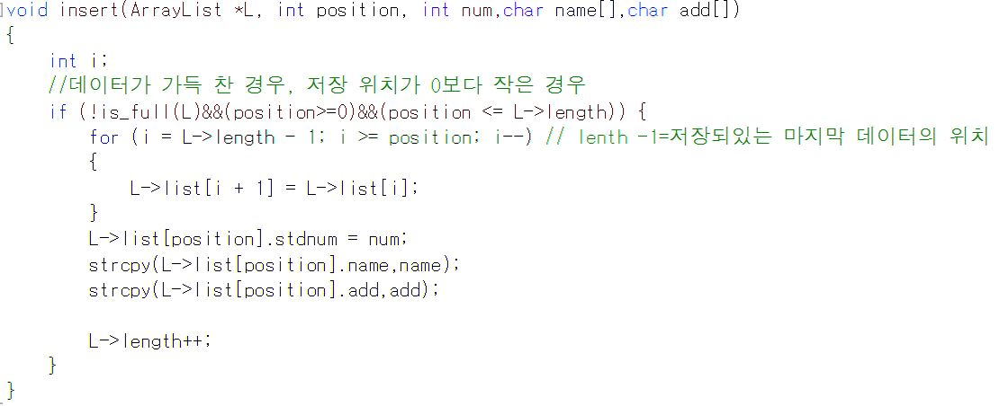 void insert(ArrayList *L, int position, int num,char name[],char add[])
{
int i;
//데이터가 가득 찬 경우, 저장 위치가 0보다 작은 경우
if (!is_full(L)&&(position>=0)&&(position <= L->length)) {
for (i = L->length - 1; i >= position; i--) // lenth -1=저장되있는 마지막 데이터의 위치
{
L->list[i + 1] = L->list[i];
}
L->list[position].stdnum = num;
strcpy(L->list[position].name,name);
strcpy(L->list[position].add,add);
L->length++;
}
}